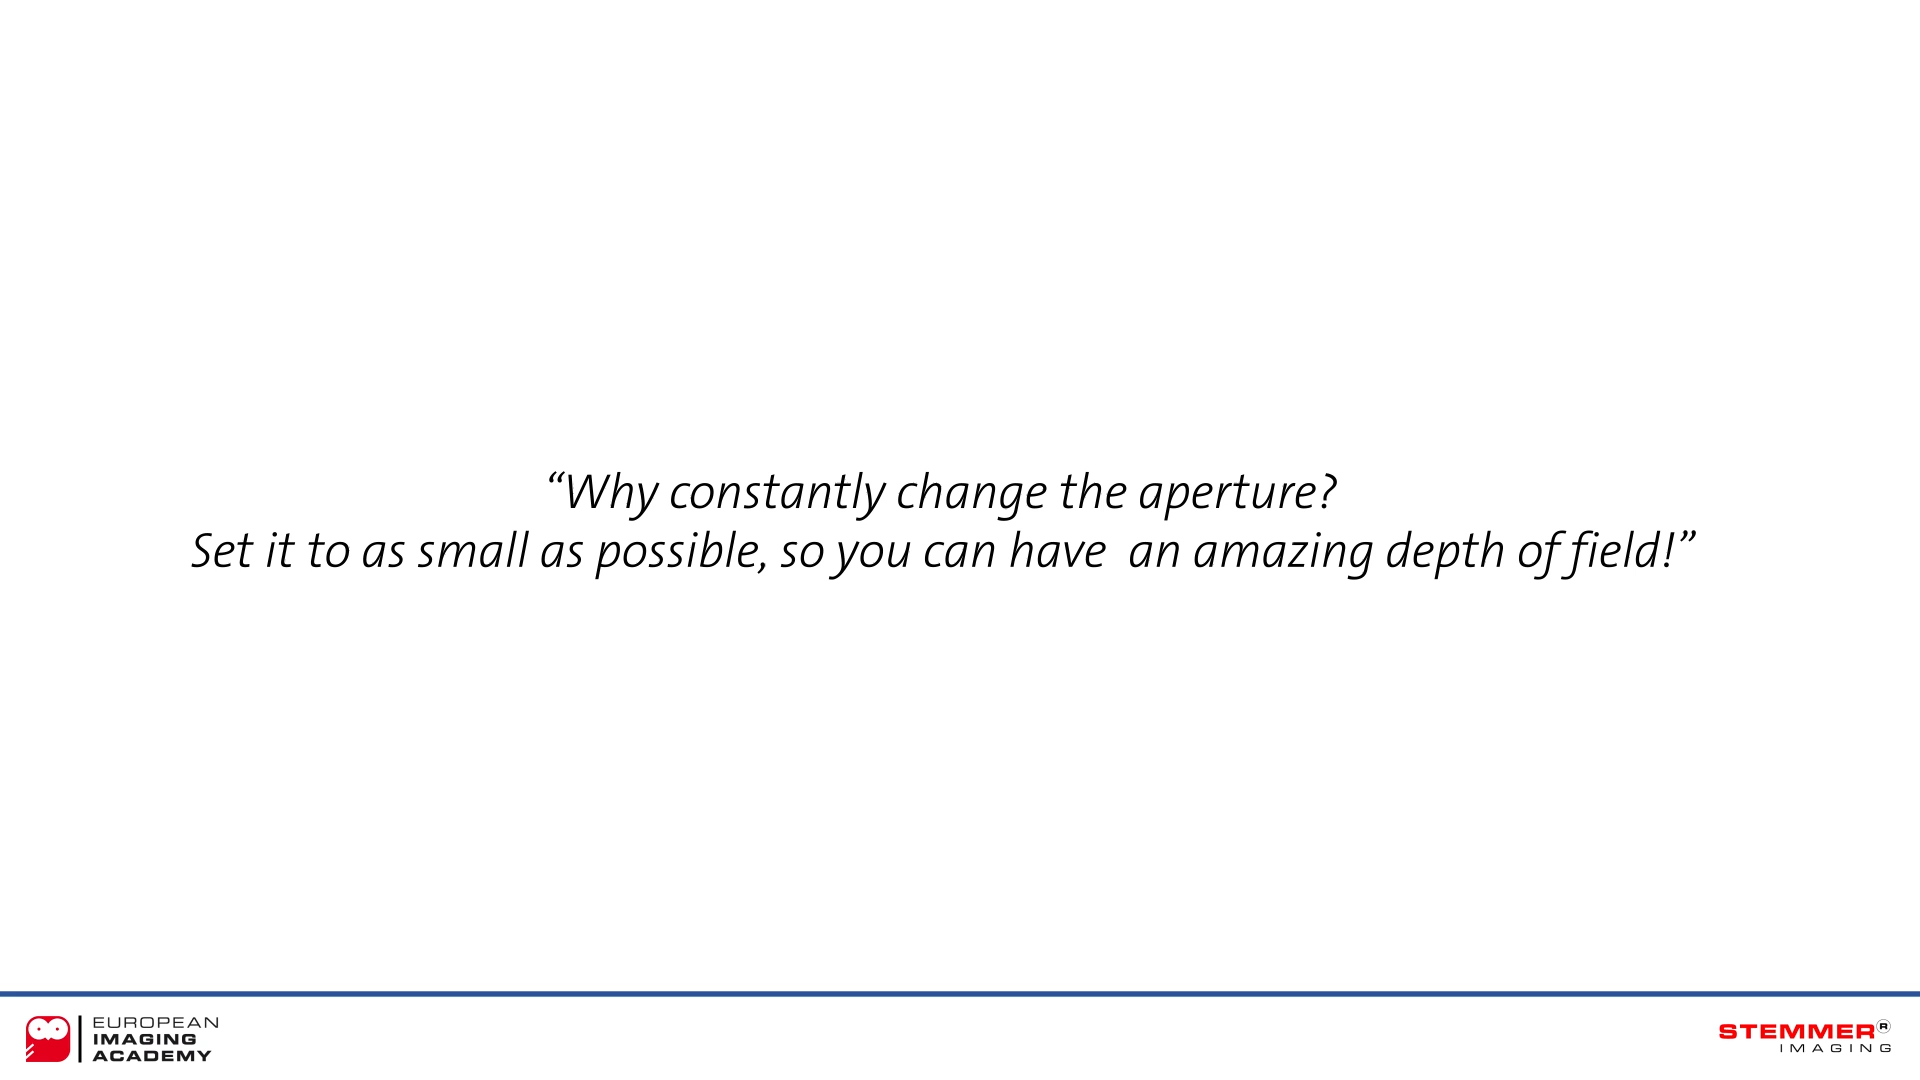 “Why constantly change the aperture?
Set it to as small as possible, so you can have  an amazing depth of field!”
EUROPEAN
IMAGING
ACADEMY
STEMMER®
IMAGING